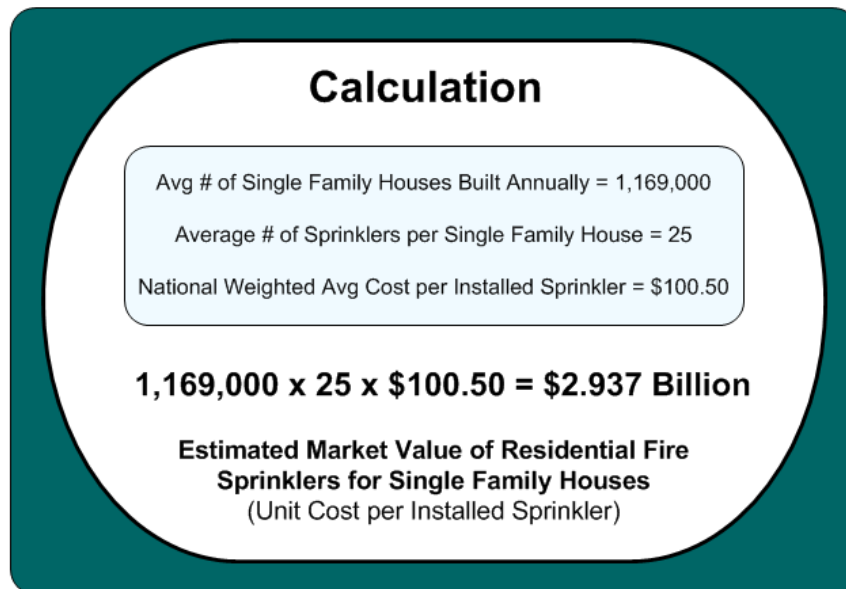 Calculation
Avg # of Single Family Houses Built Annually = 1,169,000
Average # of Sprinklers per Single Family House = 25
National Weighted Avg Cost per Installed Sprinkler = $100.50
1,169,000 x 25 x $100.50 = $2.937 Billion
Estimated Market Value of Residential Fire
Sprinklers for Single Family Houses
(Unit Cost per Installed Sprinkler)